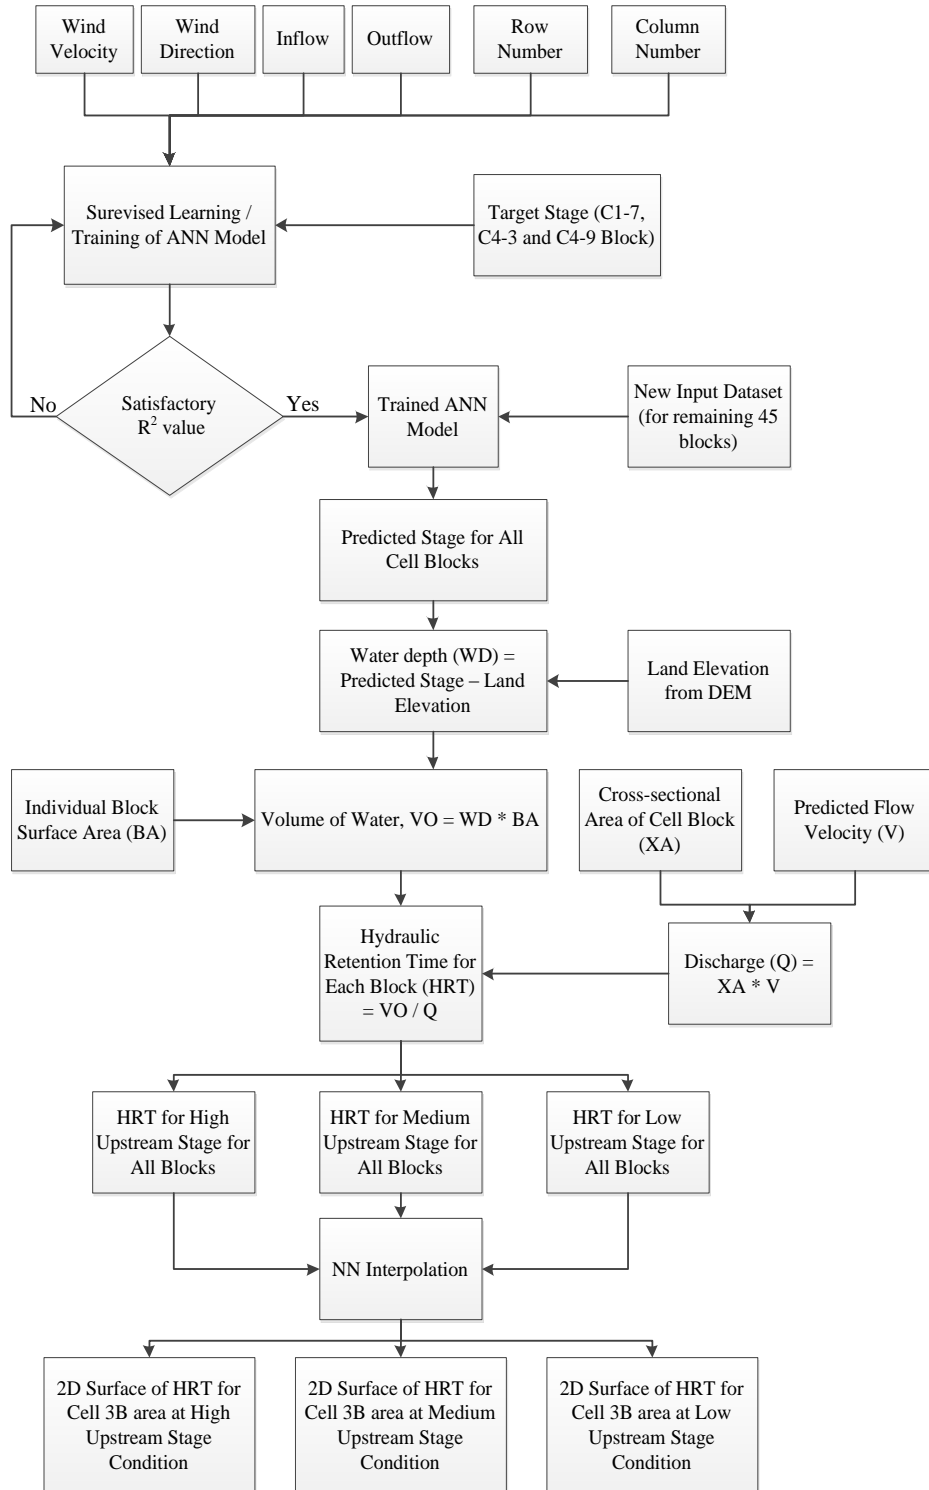 Wind
Velocity
Wind
Direction
Inflow
Outflow
Row
Number
Column
Number
Surevised Learning /
Training of ANN Model
Target Stage (C1-7,
C4-3 and C4-9 Block)
No
Satisfactory
R² value
Yes
Trained ANN
Model
New Input Dataset
(for remaining 45
blocks)
Predicted Stage for All
Cell Blocks
Water depth (WD) =
Predicted Stage – Land
Elevation
Land Elevation
from DEM
Individual Block
Surface Area (BA)
Volume of Water, VO = WD * BA
Cross-sectional
Area of Cell Block
(XA)
Predicted Flow
Velocity (V)
Hydraulic
Retention Time for
Each Block (HRT)
= VO / Q
Discharge (Q) =
XA * V
HRT for High
Upstream Stage for
All Blocks
HRT for Medium
Upstream Stage for
All Blocks
HRT for Low
Upstream Stage for
All Blocks
NN Interpolation
2D Surface of HRT for
Cell 3B area at High
Upstream Stage
Condition
2D Surface of HRT for
Cell 3B area at Medium
Upstream Stage
Condition
2D Surface of HRT for
Cell 3B area at Low
Upstream Stage
Condition